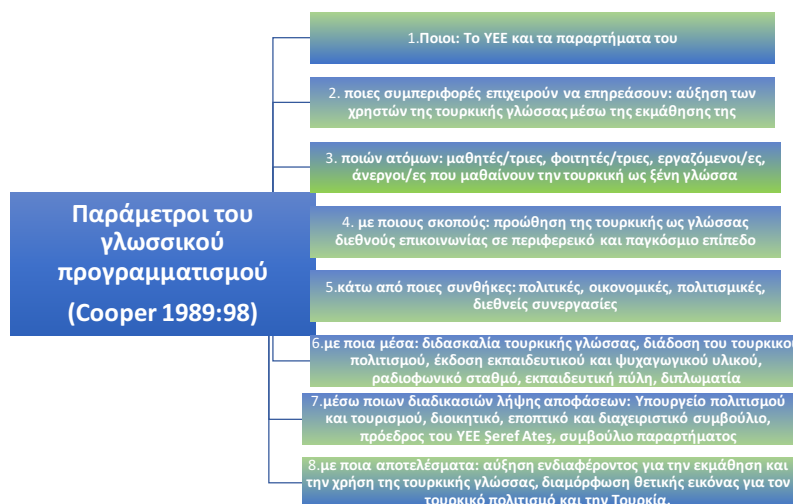 Παράμετροι του
γλωσσικού
προγραμματισμού
(Cooper 1989:98)
1.Ποιοι: Το ΥΕΕ και τα παραρτήματα του
2. ποιες συμπεριφορές επιχειρούν να επηρεάσουν: αύξηση των
χρηστών της τουρκικής γλώσσας μέσω της εκμάθησης της
3. ποιών ατόμων: μαθητές/τριες, φοιτητές/τριες, εργαζόμενοι/ες,
άνεργοι/ες που μαθαίνουν την τουρκική ως ξένη γλώσσα
4. με ποιους σκοπούς: προώθηση της τουρκικής ως γλώσσας
διεθνούς επικοινωνίας σε περιφερεικό και παγκόσμιο επίπεδο
5.κάτω από ποιες συνθήκες: πολιτικές, οικονομικές, πολιτισμικές,
διεθνείς συνεργασίες
6.με ποια μέσα: διδασκαλία τουρκικής γλώσσας, διάδοση του τουρκικού
πολιτισμού, έκδοση εκπαιδευτικού και ψυχαγωγικού υλικού,
ραδιοφωνικό σταθμό, εκπαιδευτική πύλη, διπλωματία
7.μέσω ποιων διαδικασιών λήψης αποφάσεων: Υπουργείο πολιτισμού
και τουρισμού, διοικητικό, εποπτικό και διαχειριστικό συμβούλιο,
πρόεδρος του ΥΕΕ Şeref Ateş, συμβούλιο παραρτήματος
8.με ποια αποτελέσματα: αύξηση ενδιαφέροντος για την εκμάθηση και
την χρήση της τουρκικής γλώσσας, διαμόρφωση θετικής εικόνας για τον
τουρκικό πολιτισμό και την Τουρκία.